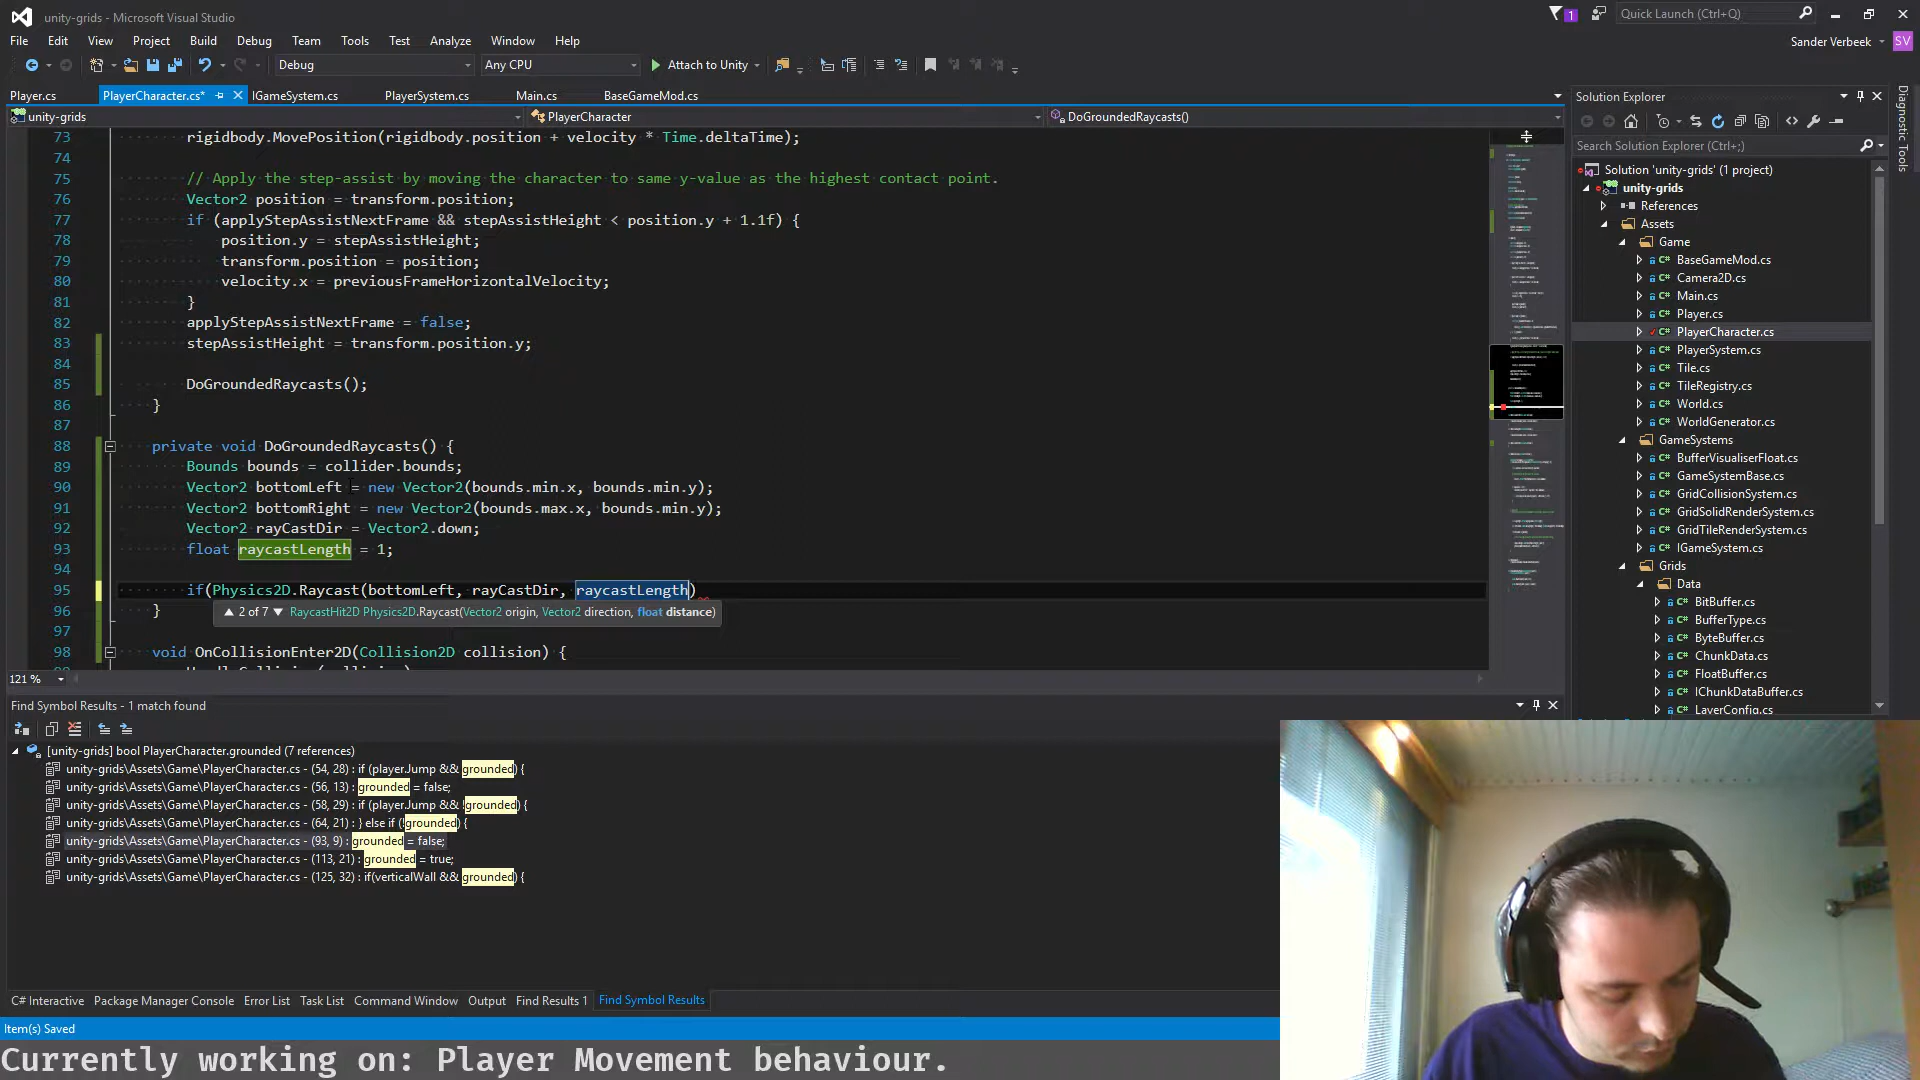 unity-grids - Microsoft Visual Studio
1
Quick Launch (Ctrl+Q)
File Edit View Project Build Debug Team Tools Test Analyze Window Help
Sander Verbeek SV
Debug Any CPU Attach to Unity
Player.cs PlayerCharacter.cs* IGameSystem.cs PlayerSystem.cs Main.cs BaseGameMod.cs
unity-grids PlayerCharacter DoGroundedRaycasts()
73 rigidbody.MovePosition(rigidbody.position + velocity * Time.deltaTime);
74
75 // Apply the step-assist by moving the character to same y-value as the highest contact point.
76 Vector2 position = transform.position;
77 if (applyStepAssistNextFrame && stepAssistHeight < position.y + 1.1f) {
78 position.y = stepAssistHeight;
79 transform.position = position;
80 velocity.x = previousFrameHorizontalVelocity;
81 }
82 applyStepAssistNextFrame = false;
83 stepAssistHeight = transform.position.y;
84
85 DoGroundedRaycasts();
86 }
87
88 private void DoGroundedRaycasts() {
89 Bounds bounds = collider.bounds;
90 Vector2 bottomLeft = new Vector2(bounds.min.x, bounds.min.y);
91 Vector2 bottomRight = new Vector2(bounds.max.x, bounds.min.y);
92 Vector2 rayCastDir = Vector2.down;
93 float raycastLength = 1;
94
95 if(Physics2D.Raycast(bottomLeft, rayCastDir, raycastLength)
96 }
2 of 7 RaycastHit2D Physics2D.Raycast(Vector2 origin, Vector2 direction, float distance)
97
98 void OnCollisionEnter2D(Collision2D collision) {
121 %
Solution Explorer
Search Solution Explorer (Ctrl+;)
Solution 'unity-grids' (1 project)
unity-grids
References
Assets
Game
C# BaseGameMod.cs
C# Camera2D.cs
C# Main.cs
C# Player.cs
C# PlayerCharacter.cs
C# PlayerSystem.cs
C# Tile.cs
C# TileRegistry.cs
C# World.cs
C# WorldGenerator.cs
GameSystems
C# BufferVisualiserFloat.cs
C# GameSystemBase.cs
C# GridCollisionSystem.cs
C# GridSolidRenderSystem.cs
C# GridTileRenderSystem.cs
C# IGameSystem.cs
Grids
Data
C# BitBuffer.cs
C# BufferType.cs
C# ByteBuffer.cs
C# ChunkData.cs
C# FloatBuffer.cs
C# IChunkDataBuffer.cs
C# LayerConfig.cs
Diagnostic Tools
Find Symbol Results - 1 match found
[unity-grids] bool PlayerCharacter.grounded (7 references)
unity-grids\Assets\Game\PlayerCharacter.cs - (54, 28) : if (player.Jump && grounded) {
unity-grids\Assets\Game\PlayerCharacter.cs - (56, 13) : grounded = false;
unity-grids\Assets\Game\PlayerCharacter.cs - (58, 29) : if (player.Jump && !grounded) {
unity-grids\Assets\Game\PlayerCharacter.cs - (64, 21) : } else if (!grounded) {
unity-grids\Assets\Game\PlayerCharacter.cs - (93, 9) : grounded = false;
unity-grids\Assets\Game\PlayerCharacter.cs - (113, 21) : grounded = true;
unity-grids\Assets\Game\PlayerCharacter.cs - (125, 32) : if(verticalWall && grounded) {
C# Interactive Package Manager Console Error List Task List Command Window Output Find Results 1 Find Symbol Results
Item(s) Saved
Currently working on: Player Movement behaviour.